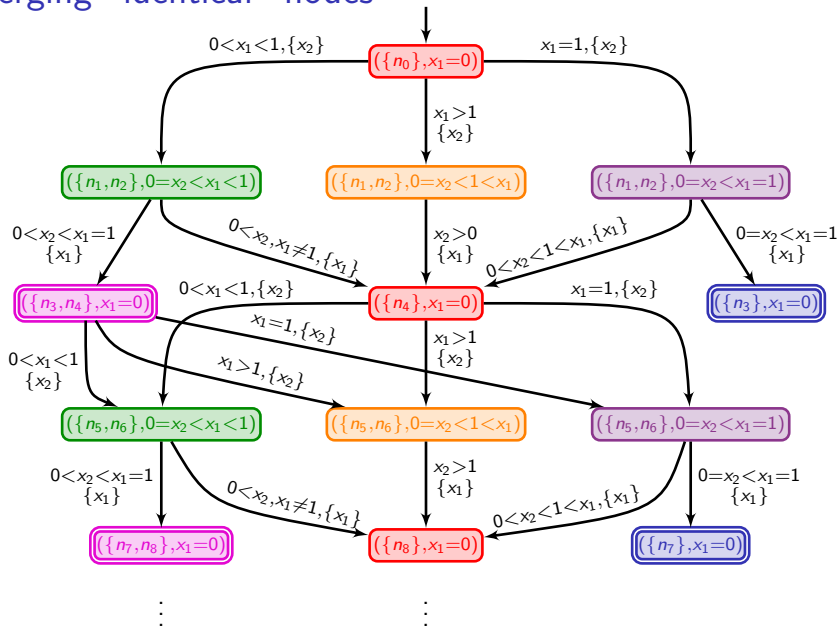 erging identical nodes
0<x₁<1,{x₂}
x₁=1,{x₂}
({n₀},x₁=0)
x₁>1
{x₂}
({n₁,n₂},0=x₂<x₁<1)
({n₁,n₂},0=x₂<1<x₁)
({n₁,n₂},0=x₂<x₁=1)
0<x₂<x₁=1
{x₁}
0<x₂,x₁≠1,{x₁}
x₂>0
{x₁}
0<x₂<1<x₁,{x₁}
0=x₂<x₁=1
{x₁}
({n₃,n₄},x₁=0)
0<x₁<1,{x₂}
({n₄},x₁=0)
x₁=1,{x₂}
({n₃},x₁=0)
x₁=1,{x₂}
x₁>1
{x₂}
0<x₁<1
{x₂}
x₁>1,{x₂}
({n₅,n₆},0=x₂<x₁<1)
({n₅,n₆},0=x₂<1<x₁)
({n₅,n₆},0=x₂<x₁=1)
0<x₂<x₁=1
{x₁}
0<x₂,x₁≠1,{x₁}
x₂>1
{x₁}
0<x₂<1<x₁,{x₁}
0=x₂<x₁=1
{x₁}
({n₇,n₈},x₁=0)
({n₈},x₁=0)
({n₇},x₁=0)